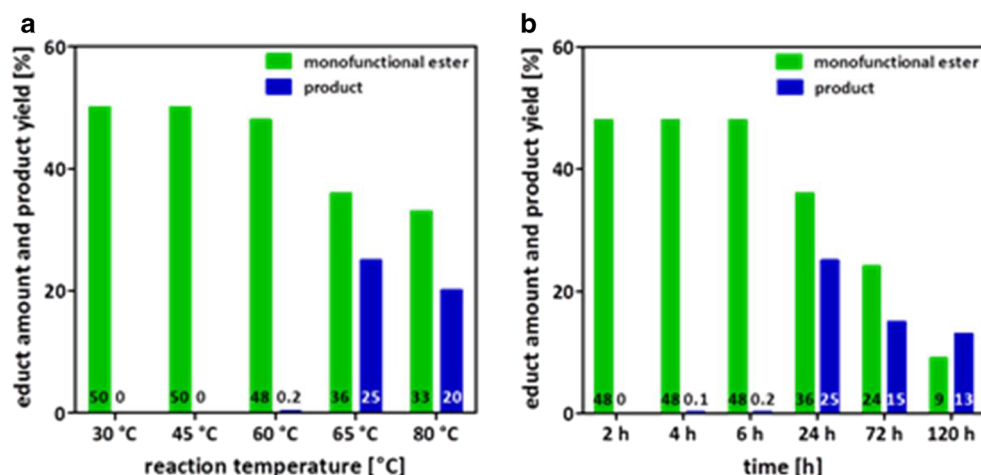 a
educt amount and product yield [%]
60
40
20
0
monofunctional ester
product
50 0 50 0 48 0.2 36 25 33 20
30 °C 45 °C 60 °C 65 °C 80 °C
reaction temperature [°C]
b
educt amount and product yield [%]
60
40
20
0
monofunctional ester
product
48 0 48 0.1 48 0.2 36 25 24 15 9 13
2 h 4 h 6 h 24 h 72 h 120 h
time [h]